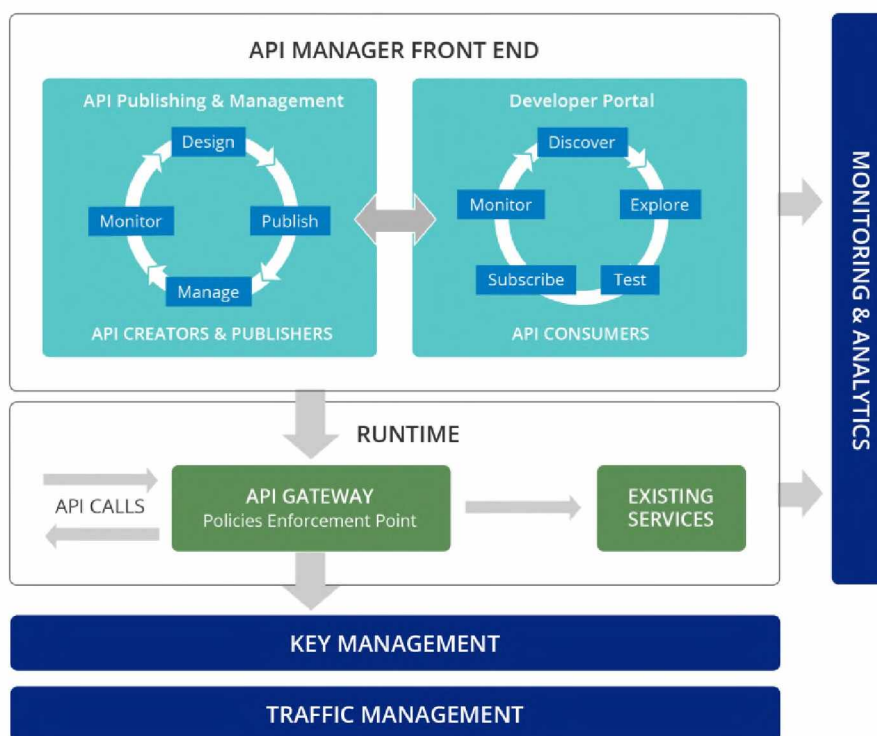 API MANAGER FRONT END
API Publishing & Management
Design
Monitor
Publish
Manage
API CREATORS & PUBLISHERS
Developer Portal
Discover
Monitor
Explore
Subscribe
Test
API CONSUMERS
MONITORING & ANALYTICS
RUNTIME
API CALLS
API GATEWAY
Policies Enforcement Point
EXISTING
SERVICES
KEY MANAGEMENT
TRAFFIC MANAGEMENT